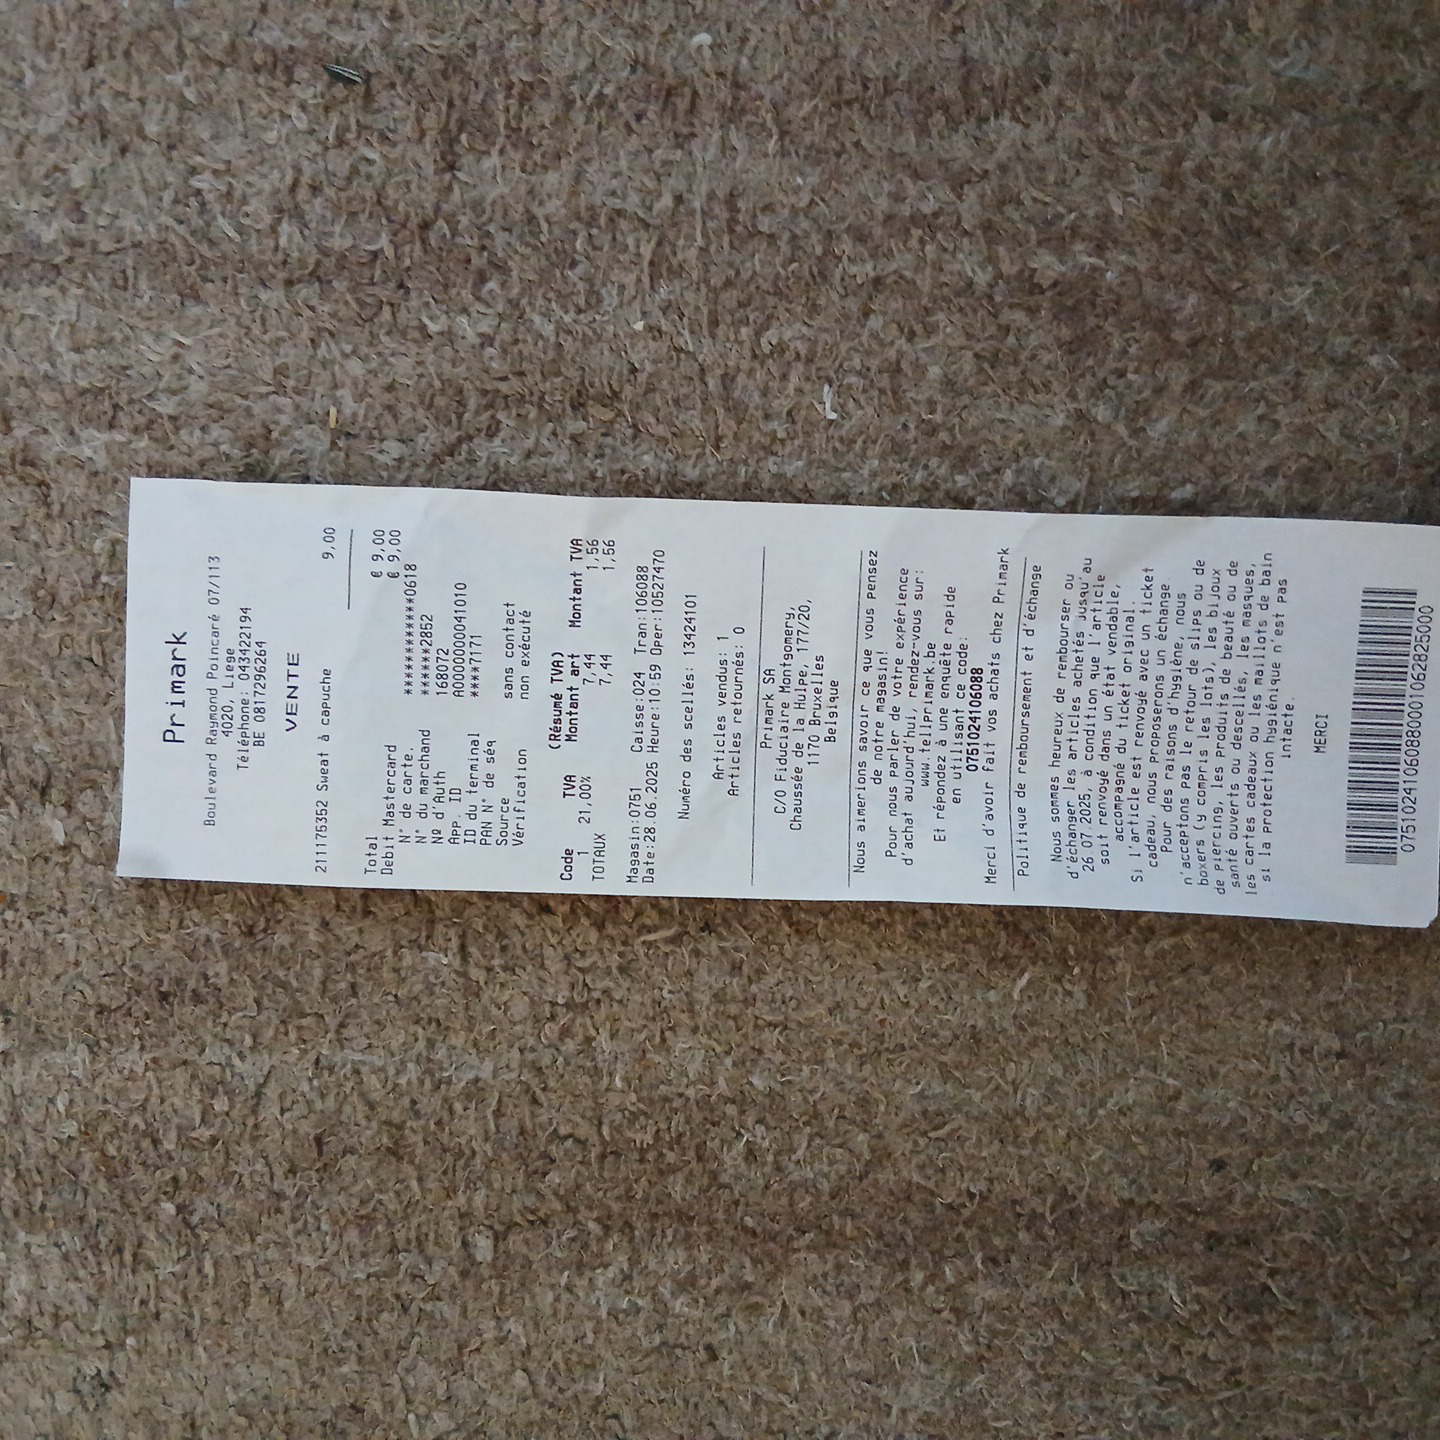 Primark
Boulevard Raymond Poincaré 07/113
4020, Liege
Téléphone: 043422194
BE 0817296264
VENTE
211175352 Sweat à capuche 9,00
Total € 9,00
Debit Mastercard € 9,00
N° de carte. ************0618
N° du marchand ******2852
Nº d'Auth 168072
App. ID A0000000041010
ID du terminal ****7171
PAN N° de séq
Source sans contact
Vérification non exécuté
(Résumé TVA)
Code TVA Montant art Montant TVA
1 21,00% 7,44 1,56
TOTAUX 7,44 1,56
Magasin:0751 Caisse:024 Tran:106088
Date:28.06.2025 Heure:10:59 Oper:10527470
Numéro des scellés: 13424101
Articles vendus: 1
Articles retournés: 0
Primark SA
C/O Fiduciaire Montgomery,
Chaussée de la Hulpe, 177/20,
1170 Bruxelles
Belgique
Nous aimerions savoir ce que vous pensez
de notre magasin!
Pour nous parler de votre expérience
d'achat aujourd'hui, rendez-vous sur:
www.tellPrimark.be
Et répondez à une enquête rapide
en utilisant ce code:
0751024106088
Merci d'avoir fait vos achats chez Primark
Politique de remboursement et d'échange
Nous sommes heureux de rembourser ou
d'échanger les articles achetés jusqu'au
26.07.2025, à condition que l'article
soit renvoyé dans un état vendable,
accompagné du ticket original.
Si l'article est renvoyé avec un ticket
cadeau, nous proposerons un échange.
Pour des raisons d'hygiène, nous
n'acceptons pas le retour de slips ou de
boxers (y compris les lots), les bijoux
de piercing, les produits de beauté ou de
santé ouverts ou descellés, les masques,
les cartes cadeaux ou les maillots de bain
si la protection hygiénique n'est pas
intacte.
MERCI
07510241060880001062825000